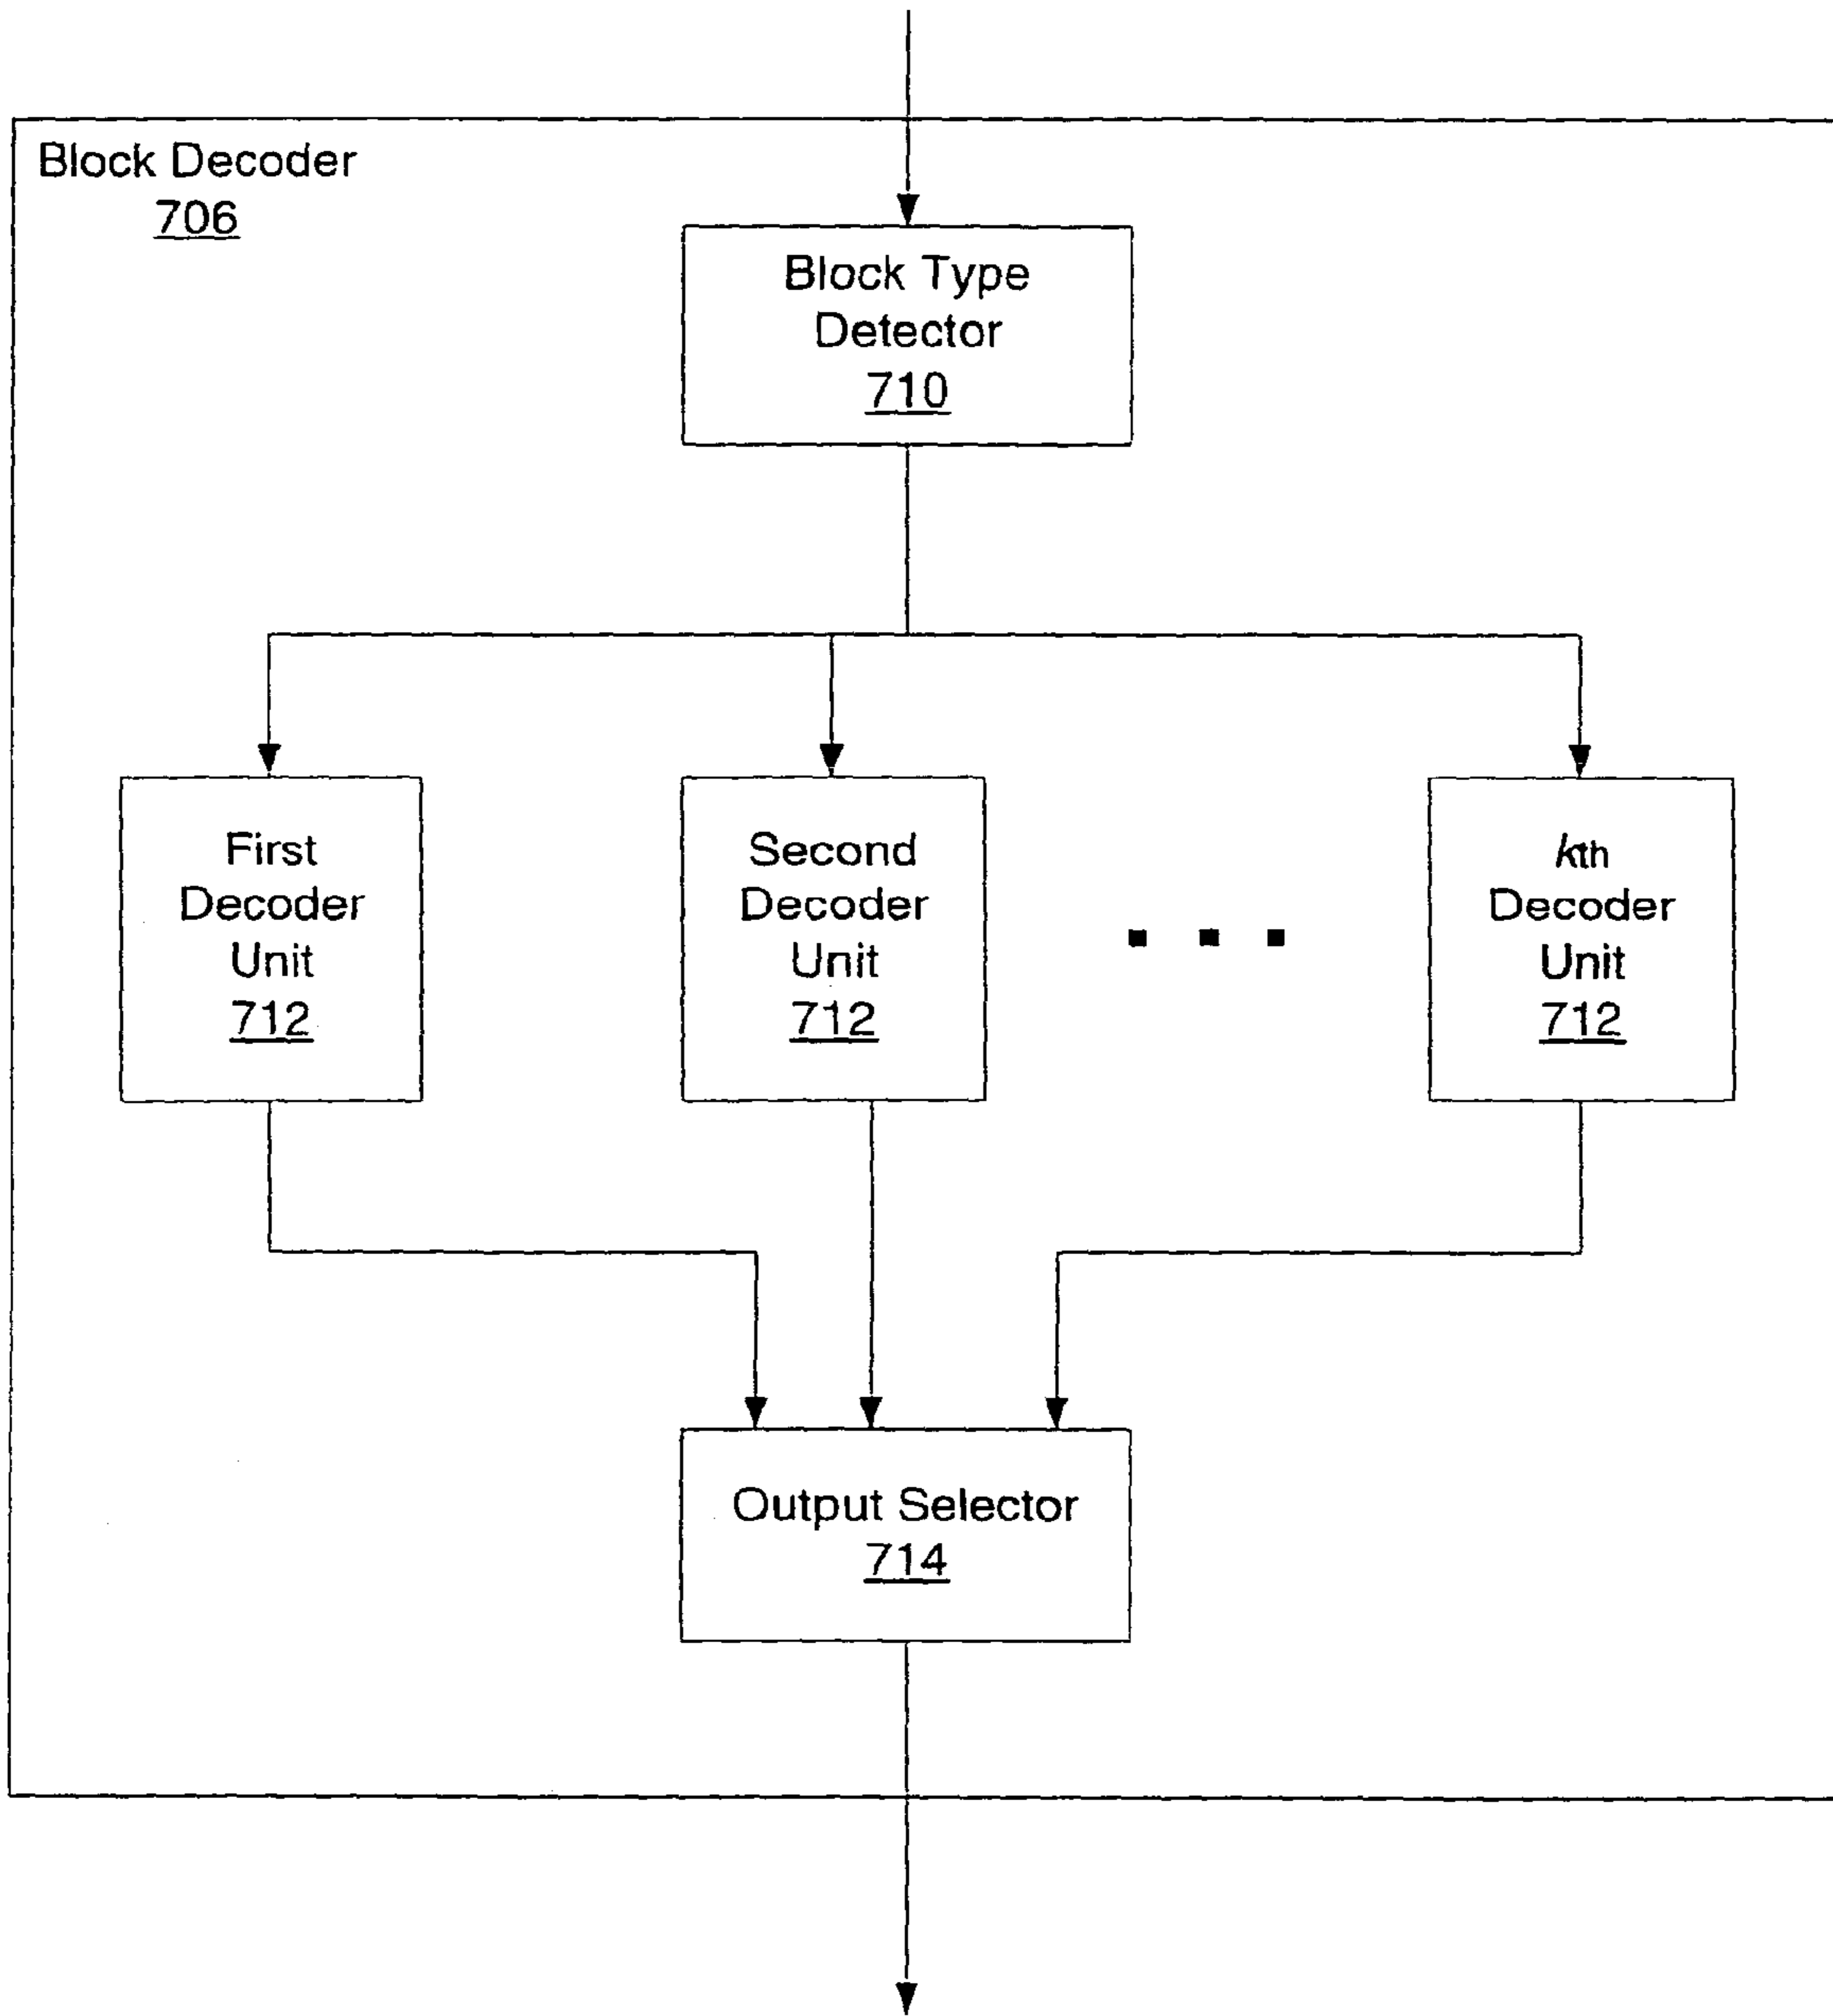 Block Decoder
706
Block Type
Detector
710
First
Decoder
Unit
712
Second
Decoder
Unit
712
kth
Decoder
Unit
712
Output Selector
714